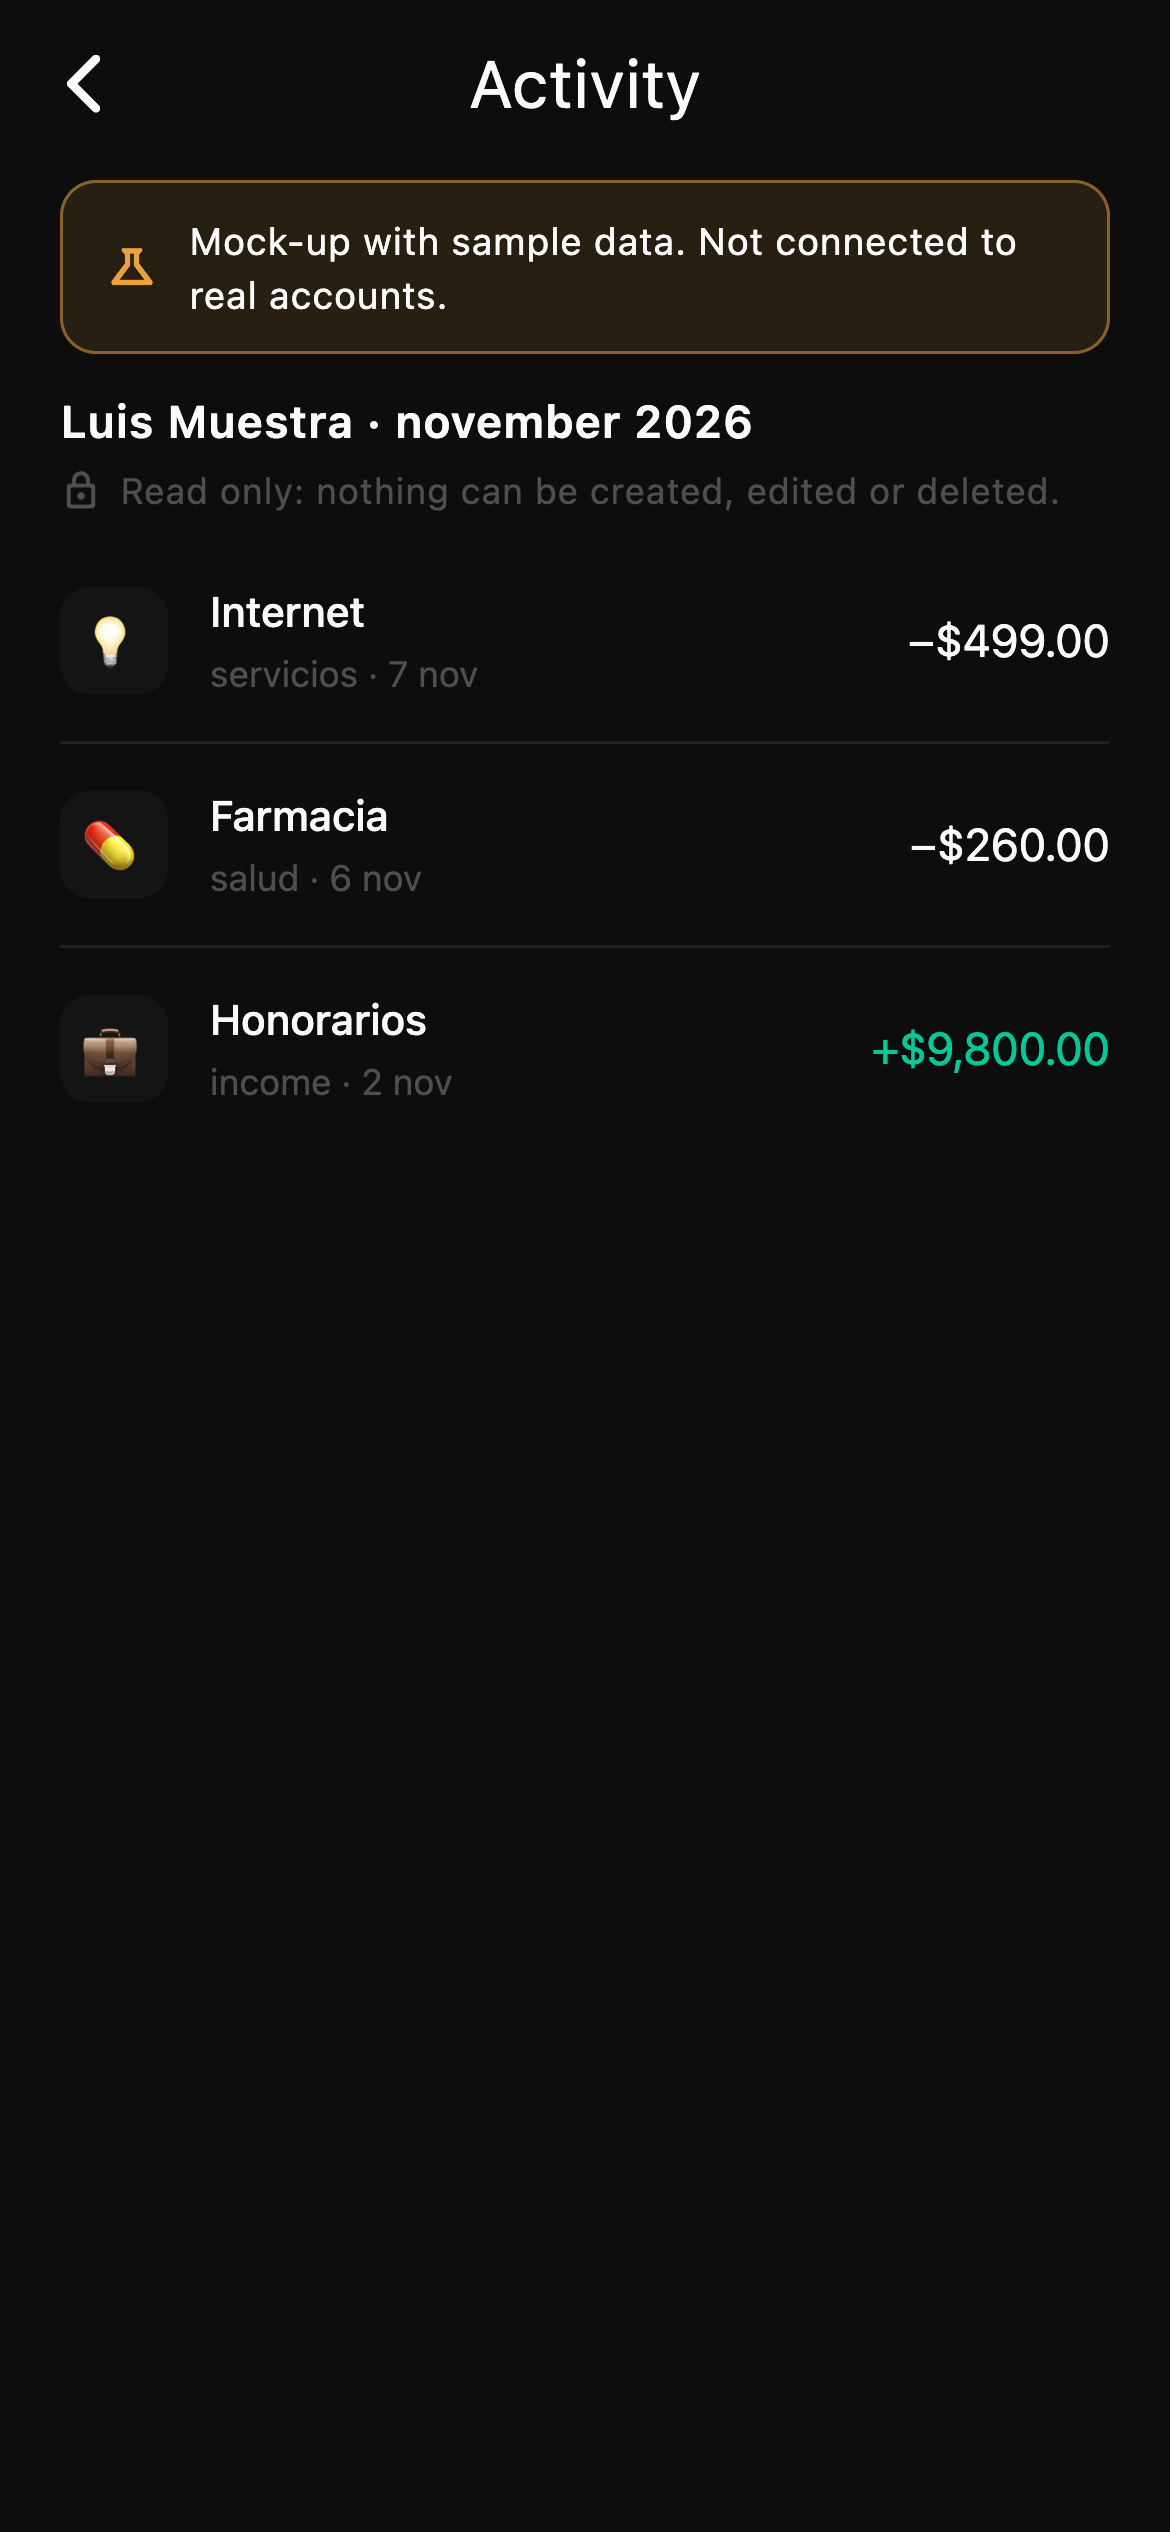 Activity
Mock-up with sample data. Not connected to
real accounts.
Luis Muestra · november 2026
Read only: nothing can be created, edited or deleted.
Internet
servicios · 7 nov
–$499.00
Farmacia
salud · 6 nov
–$260.00
Honorarios
income · 2 nov
+$9,800.00